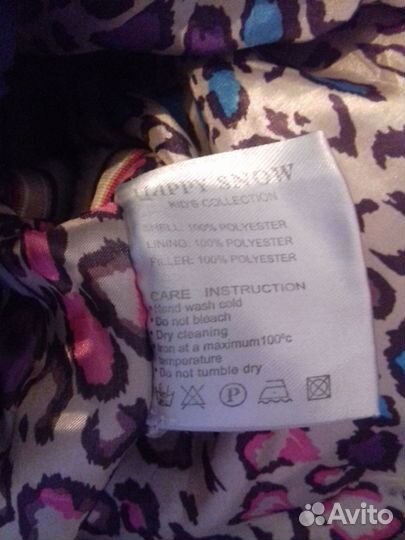 HAPPY SNOW
KIDS COLLECTION
SHELL: 100% POLYESTER
LINING: 100% POLYESTER
FILLER: 100% POLYESTER
CARE INSTRUCTION
Hand wash cold
• Do not bleach
• Dry cleaning
Iron at a maximum100°c
temperature
• Do not tumble dry
P
Avito